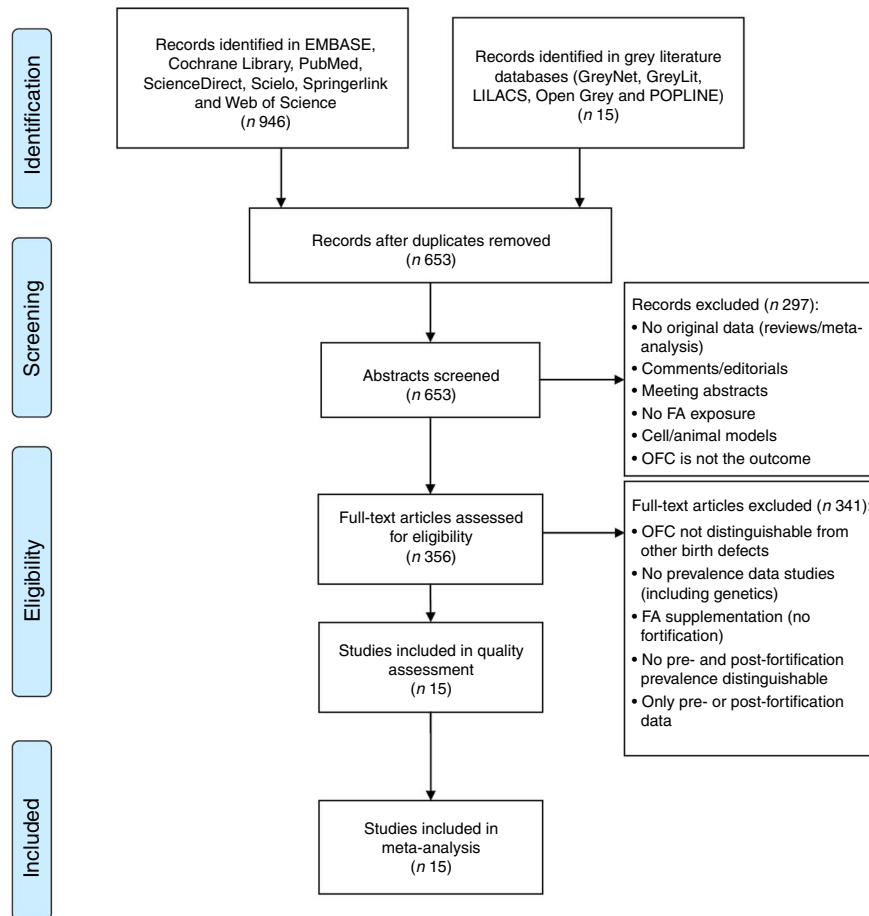 Identification
Records identified in EMBASE,
Cochrane Library, PubMed,
ScienceDirect, Scielo, Springerlink
and Web of Science
(n 946)
Records identified in grey literature
databases (GreyNet, GreyLit,
LILACS, Open Grey and POPLINE)
(n 15)
Records after duplicates removed
(n 653)
Screening
Abstracts screened
(n 653)
Records excluded (n 297):
• No original data (reviews/meta-
analysis)
• Comments/editorials
• Meeting abstracts
• No FA exposure
• Cell/animal models
• OFC is not the outcome
Eligibility
Full-text articles assessed
for eligibility
(n 356)
Full-text articles excluded (n 341):
• OFC not distinguishable from
other birth defects
• No prevalence data studies
(including genetics)
• FA supplementation (no
fortification)
• No pre- and post-fortification
prevalence distinguishable
• Only pre- or post-fortification
data
Studies included in quality
assessment
(n 15)
Included
Studies included in
meta-analysis
(n 15)